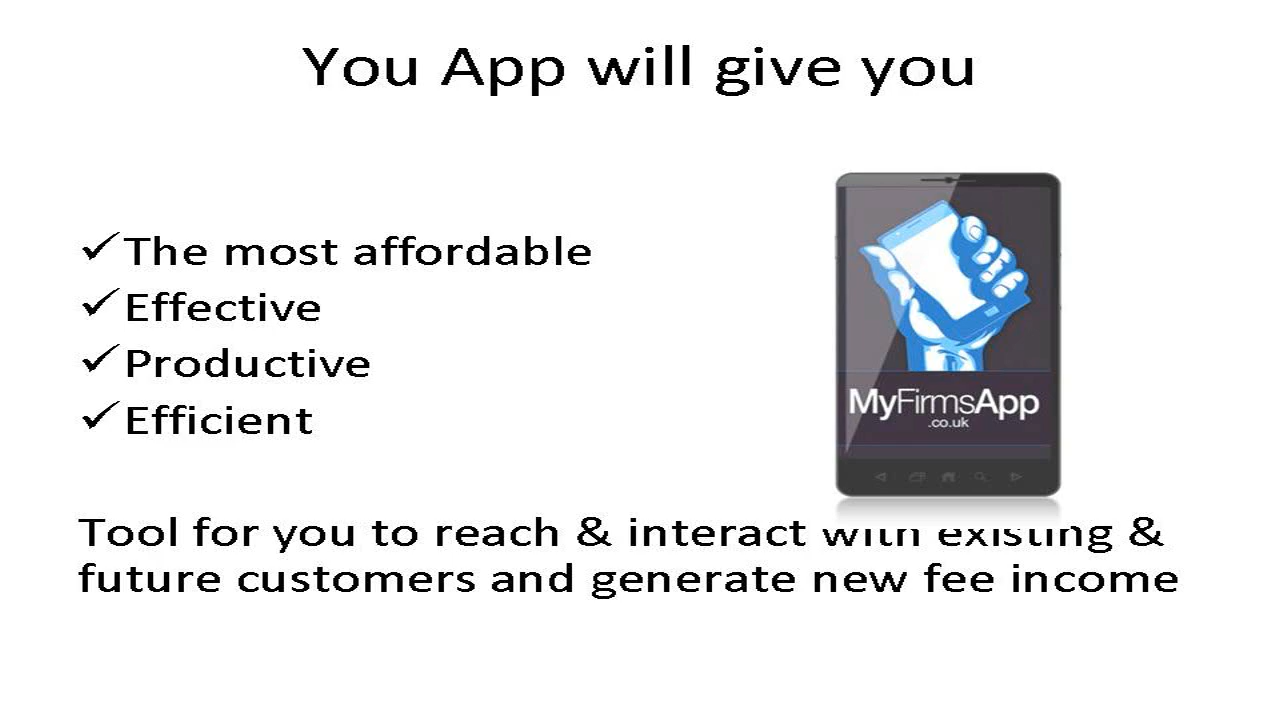 You App will give you
✓The most affordable
✓Effective
✓Productive
✓Efficient
MyFirmsApp
.co.uk
Tool for you to reach & interact with existing &
future customers and generate new fee income